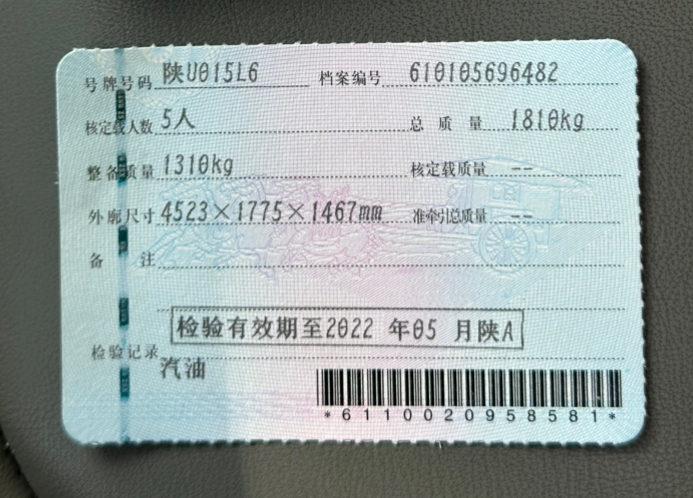 号牌号码 陕U015L6 档案编号 610105696482
核定载人数 5人 总质量 1810kg
整备质量 1310kg 核定载质量 --
外廓尺寸 4523×1775×1467mm 准牵引总质量 --
备注
检验有效期至2022 年05 月陕A
检验记录
汽油
*6110020958581*